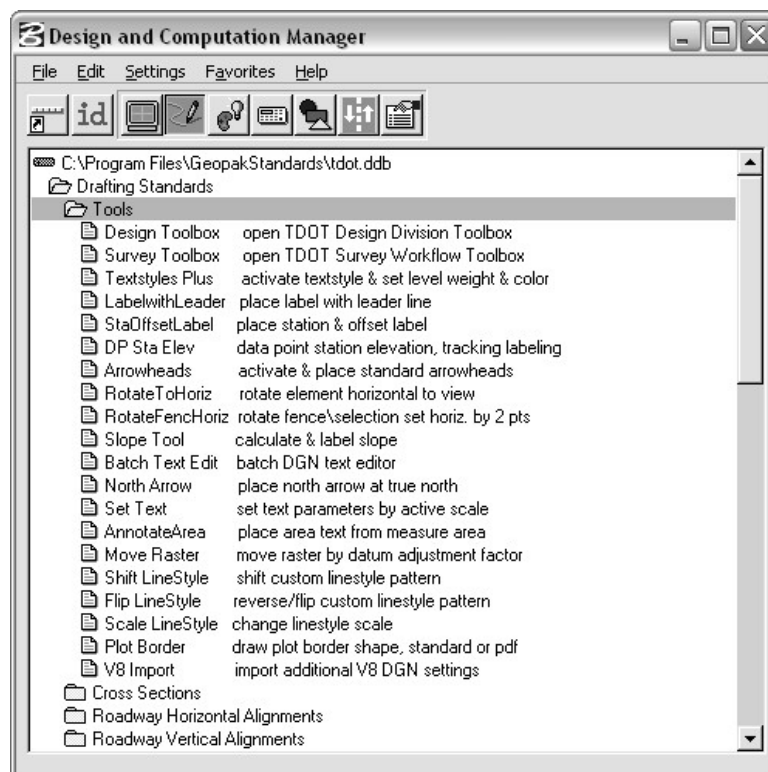 Design and Computation Manager
File Edit Settings Favorites Help
id
C:\Program Files\GeopakStandards\tdot.ddb
Drafting Standards
Tools
Design Toolbox open TDOT Design Division Toolbox
Survey Toolbox open TDOT Survey Workflow Toolbox
Textstyles Plus activate textstyle & set level weight & color
LabelwithLeader place label with leader line
StaOffsetLabel place station & offset label
DP Sta Elev data point station elevation, tracking labeling
Arrowheads activate & place standard arrowheads
RotateToHoriz rotate element horizontal to view
RotateFencHoriz rotate fence\selection set horiz. by 2 pts
Slope Tool calculate & label slope
Batch Text Edit batch DGN text editor
North Arrow place north arrow at true north
Set Text set text parameters by active scale
AnnotateArea place area text from measure area
Move Raster move raster by datum adjustment factor
Shift LineStyle shift custom linestyle pattern
Flip LineStyle reverse/flip custom linestyle pattern
Scale LineStyle change linestyle scale
Plot Border draw plot border shape, standard or pdf
V8 Import import additional V8 DGN settings
Cross Sections
Roadway Horizontal Alignments
Roadway Vertical Alignments